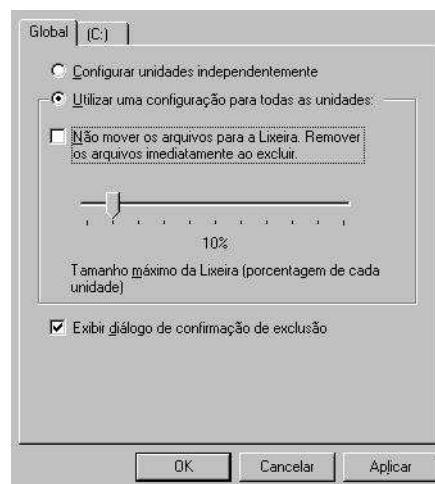 Global (C:)
Configurar unidades independentemente
Utilizar uma configuração para todas as unidades:
Não mover os arquivos para a Lixeira. Remover
os arquivos imediatamente ao excluir.
10%
Tamanho máximo da Lixeira (porcentagem de cada
unidade)
Exibir diálogo de confirmação de exclusão
OK Cancelar Aplicar